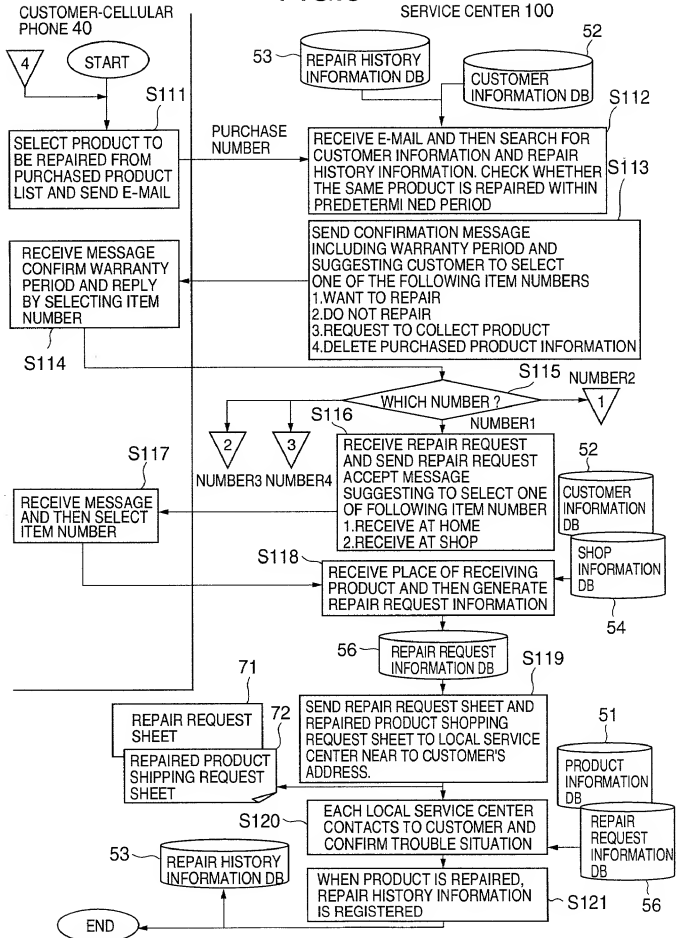 CUSTOMER-CELLULAR
PHONE 40
SERVICE CENTER 100
4
START
53
REPAIR HISTORY
INFORMATION DB
52
CUSTOMER
INFORMATION DB
S111
SELECT PRODUCT TO
BE REPAIRED FROM
PURCHASED PRODUCT
LIST AND SEND E-MAIL
PURCHASE
NUMBER
S112
RECEIVE E-MAIL AND THEN SEARCH FOR
CUSTOMER INFORMATION AND REPAIR
HISTORY INFORMATION. CHECK WHETHER
THE SAME PRODUCT IS REPAIRED WITHIN
PREDETERMI NED PERIOD
S113
SEND CONFIRMATION MESSAGE
INCLUDING WARRANTY PERIOD AND
SUGGESTING CUSTOMER TO SELECT
ONE OF THE FOLLOWING ITEM NUMBERS
1.WANT TO REPAIR
2.DO NOT REPAIR
3.REQUEST TO COLLECT PRODUCT
4.DELETE PURCHASED PRODUCT INFORMATION
RECEIVE MESSAGE
CONFIRM WARRANTY
PERIOD AND REPLY
BY SELECTING ITEM
NUMBER
S114
S115
WHICH NUMBER ?
NUMBER2
1
2
NUMBER3
3
NUMBER4
NUMBER1
S116
RECEIVE REPAIR REQUEST
AND SEND REPAIR REQUEST
ACCEPT MESSAGE
SUGGESTING TO SELECT ONE
OF FOLLOWING ITEM NUMBER
1.RECEIVE AT HOME
2.RECEIVE AT SHOP
S117
RECEIVE MESSAGE
AND THEN SELECT
ITEM NUMBER
52
CUSTOMER
INFORMATION
DB
SHOP
INFORMATION
DB
54
S118
RECEIVE PLACE OF RECEIVING
PRODUCT AND THEN GENERATE
REPAIR REQUEST INFORMATION
56
REPAIR REQUEST
INFORMATION DB
S119
SEND REPAIR REQUEST SHEET AND
REPAIRED PRODUCT SHOPPING
REQUEST SHEET TO LOCAL SERVICE
CENTER NEAR TO CUSTOMER'S
ADDRESS.
71
REPAIR REQUEST
SHEET
72
REPAIRED PRODUCT
SHIPPING REQUEST
SHEET
51
PRODUCT
INFORMATION
DB
REPAIR
REQUEST
INFORMATION
DB
56
S120
EACH LOCAL SERVICE CENTER
CONTACTS TO CUSTOMER AND
CONFIRM TROUBLE SITUATION
53
REPAIR HISTORY
INFORMATION DB
WHEN PRODUCT IS REPAIRED,
REPAIR HISTORY INFORMATION
IS REGISTERED
S121
END